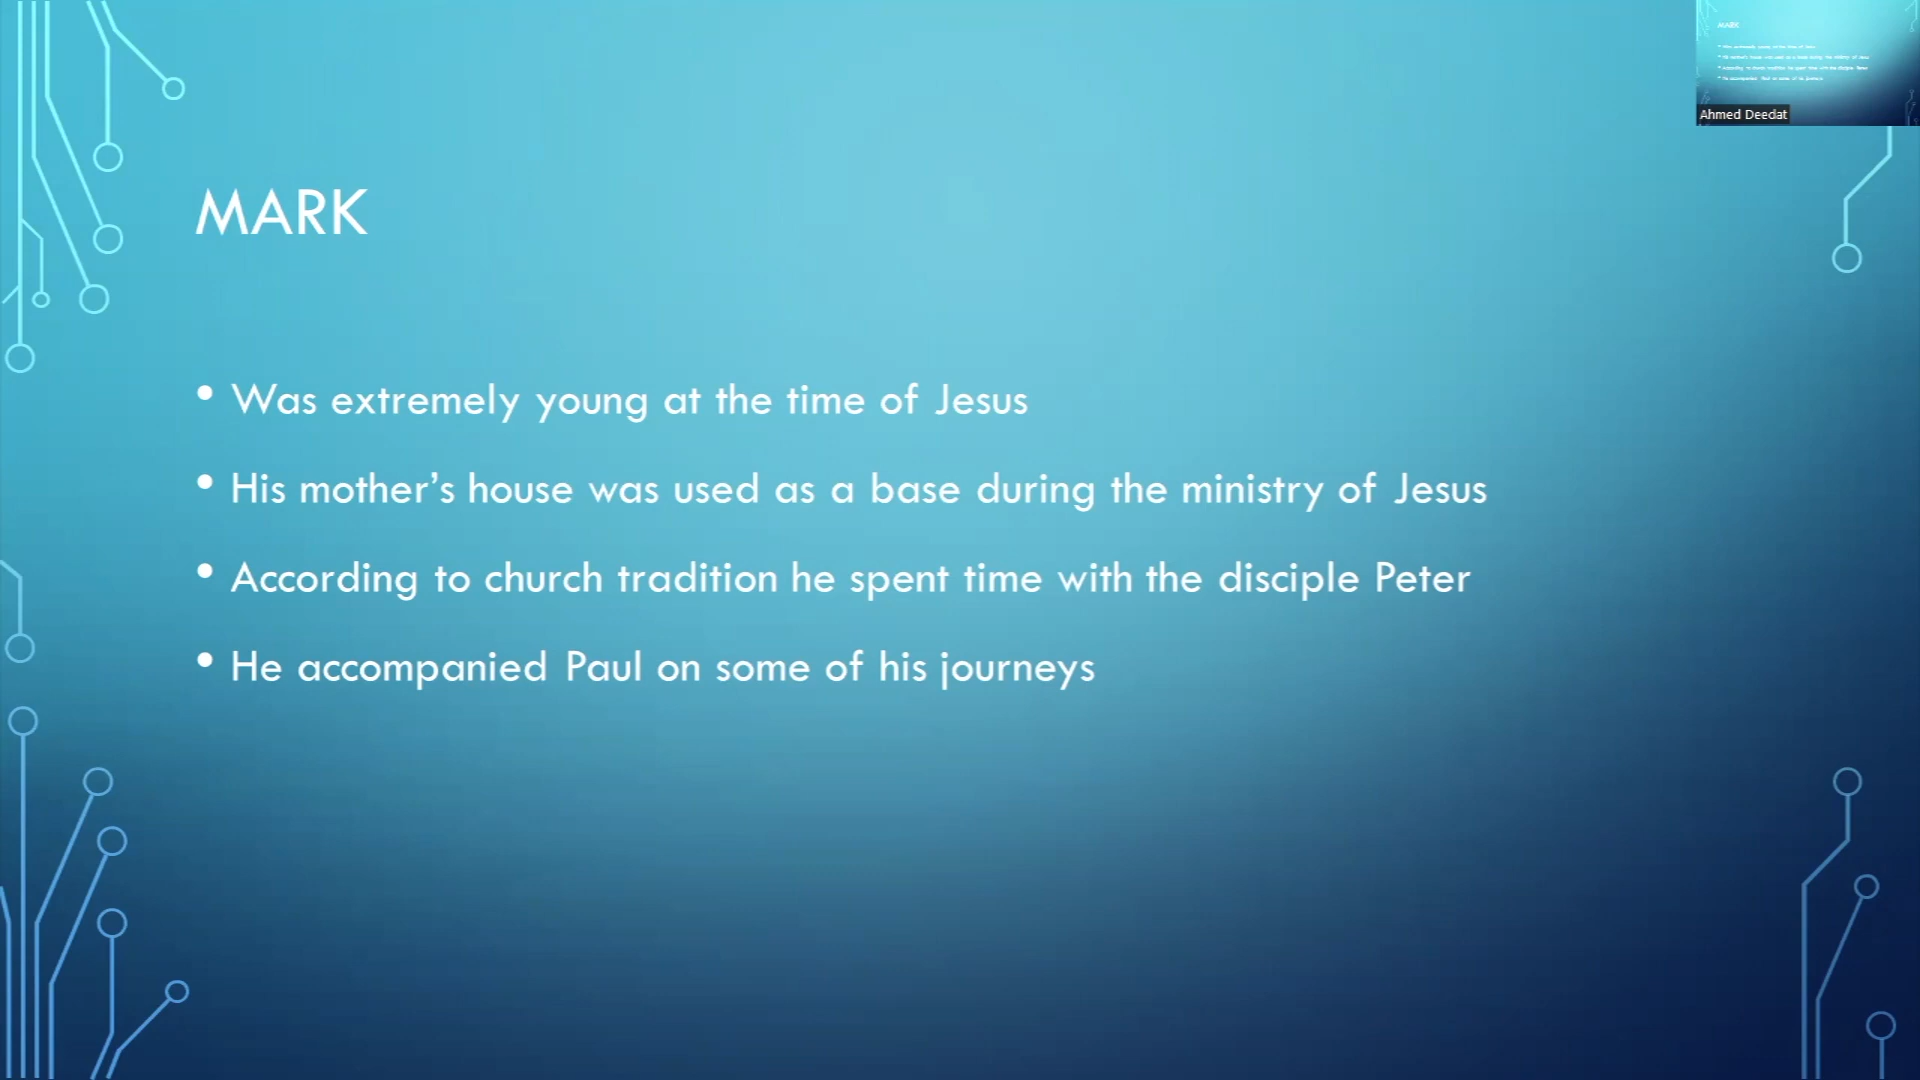 MARK
Ahmed Deedat
MARK
• Was extremely young at the time of Jesus
• His mother's house was used as a base during the ministry of Jesus
• According to church tradition he spent time with the disciple Peter
• He accompanied Paul on some of his journeys